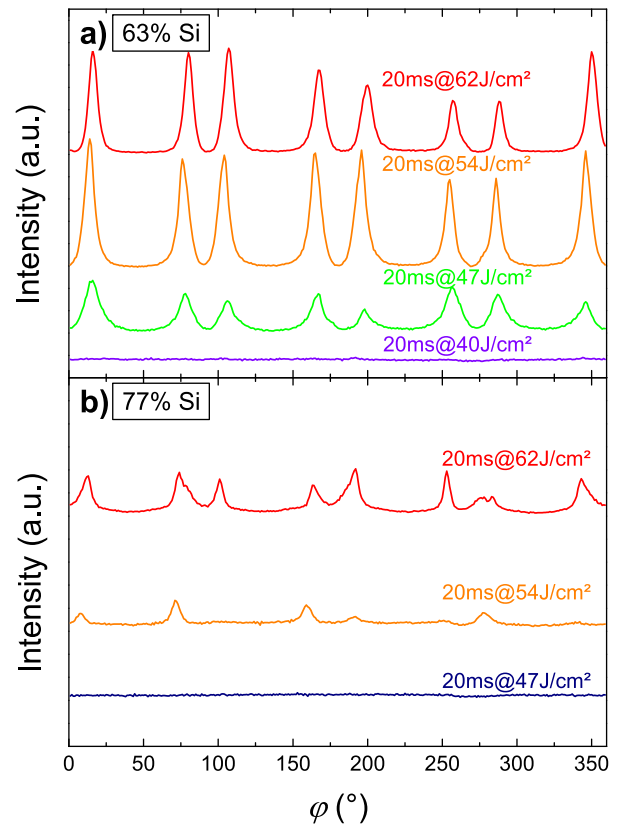 a) 63% Si
20ms@62J/cm²
20ms@54J/cm²
20ms@47J/cm²
20ms@40J/cm²
Intensity (a.u.)
b) 77% Si
20ms@62J/cm²
20ms@54J/cm²
20ms@47J/cm²
Intensity (a.u.)
0 50 100 150 200 250 300 350
φ (°)